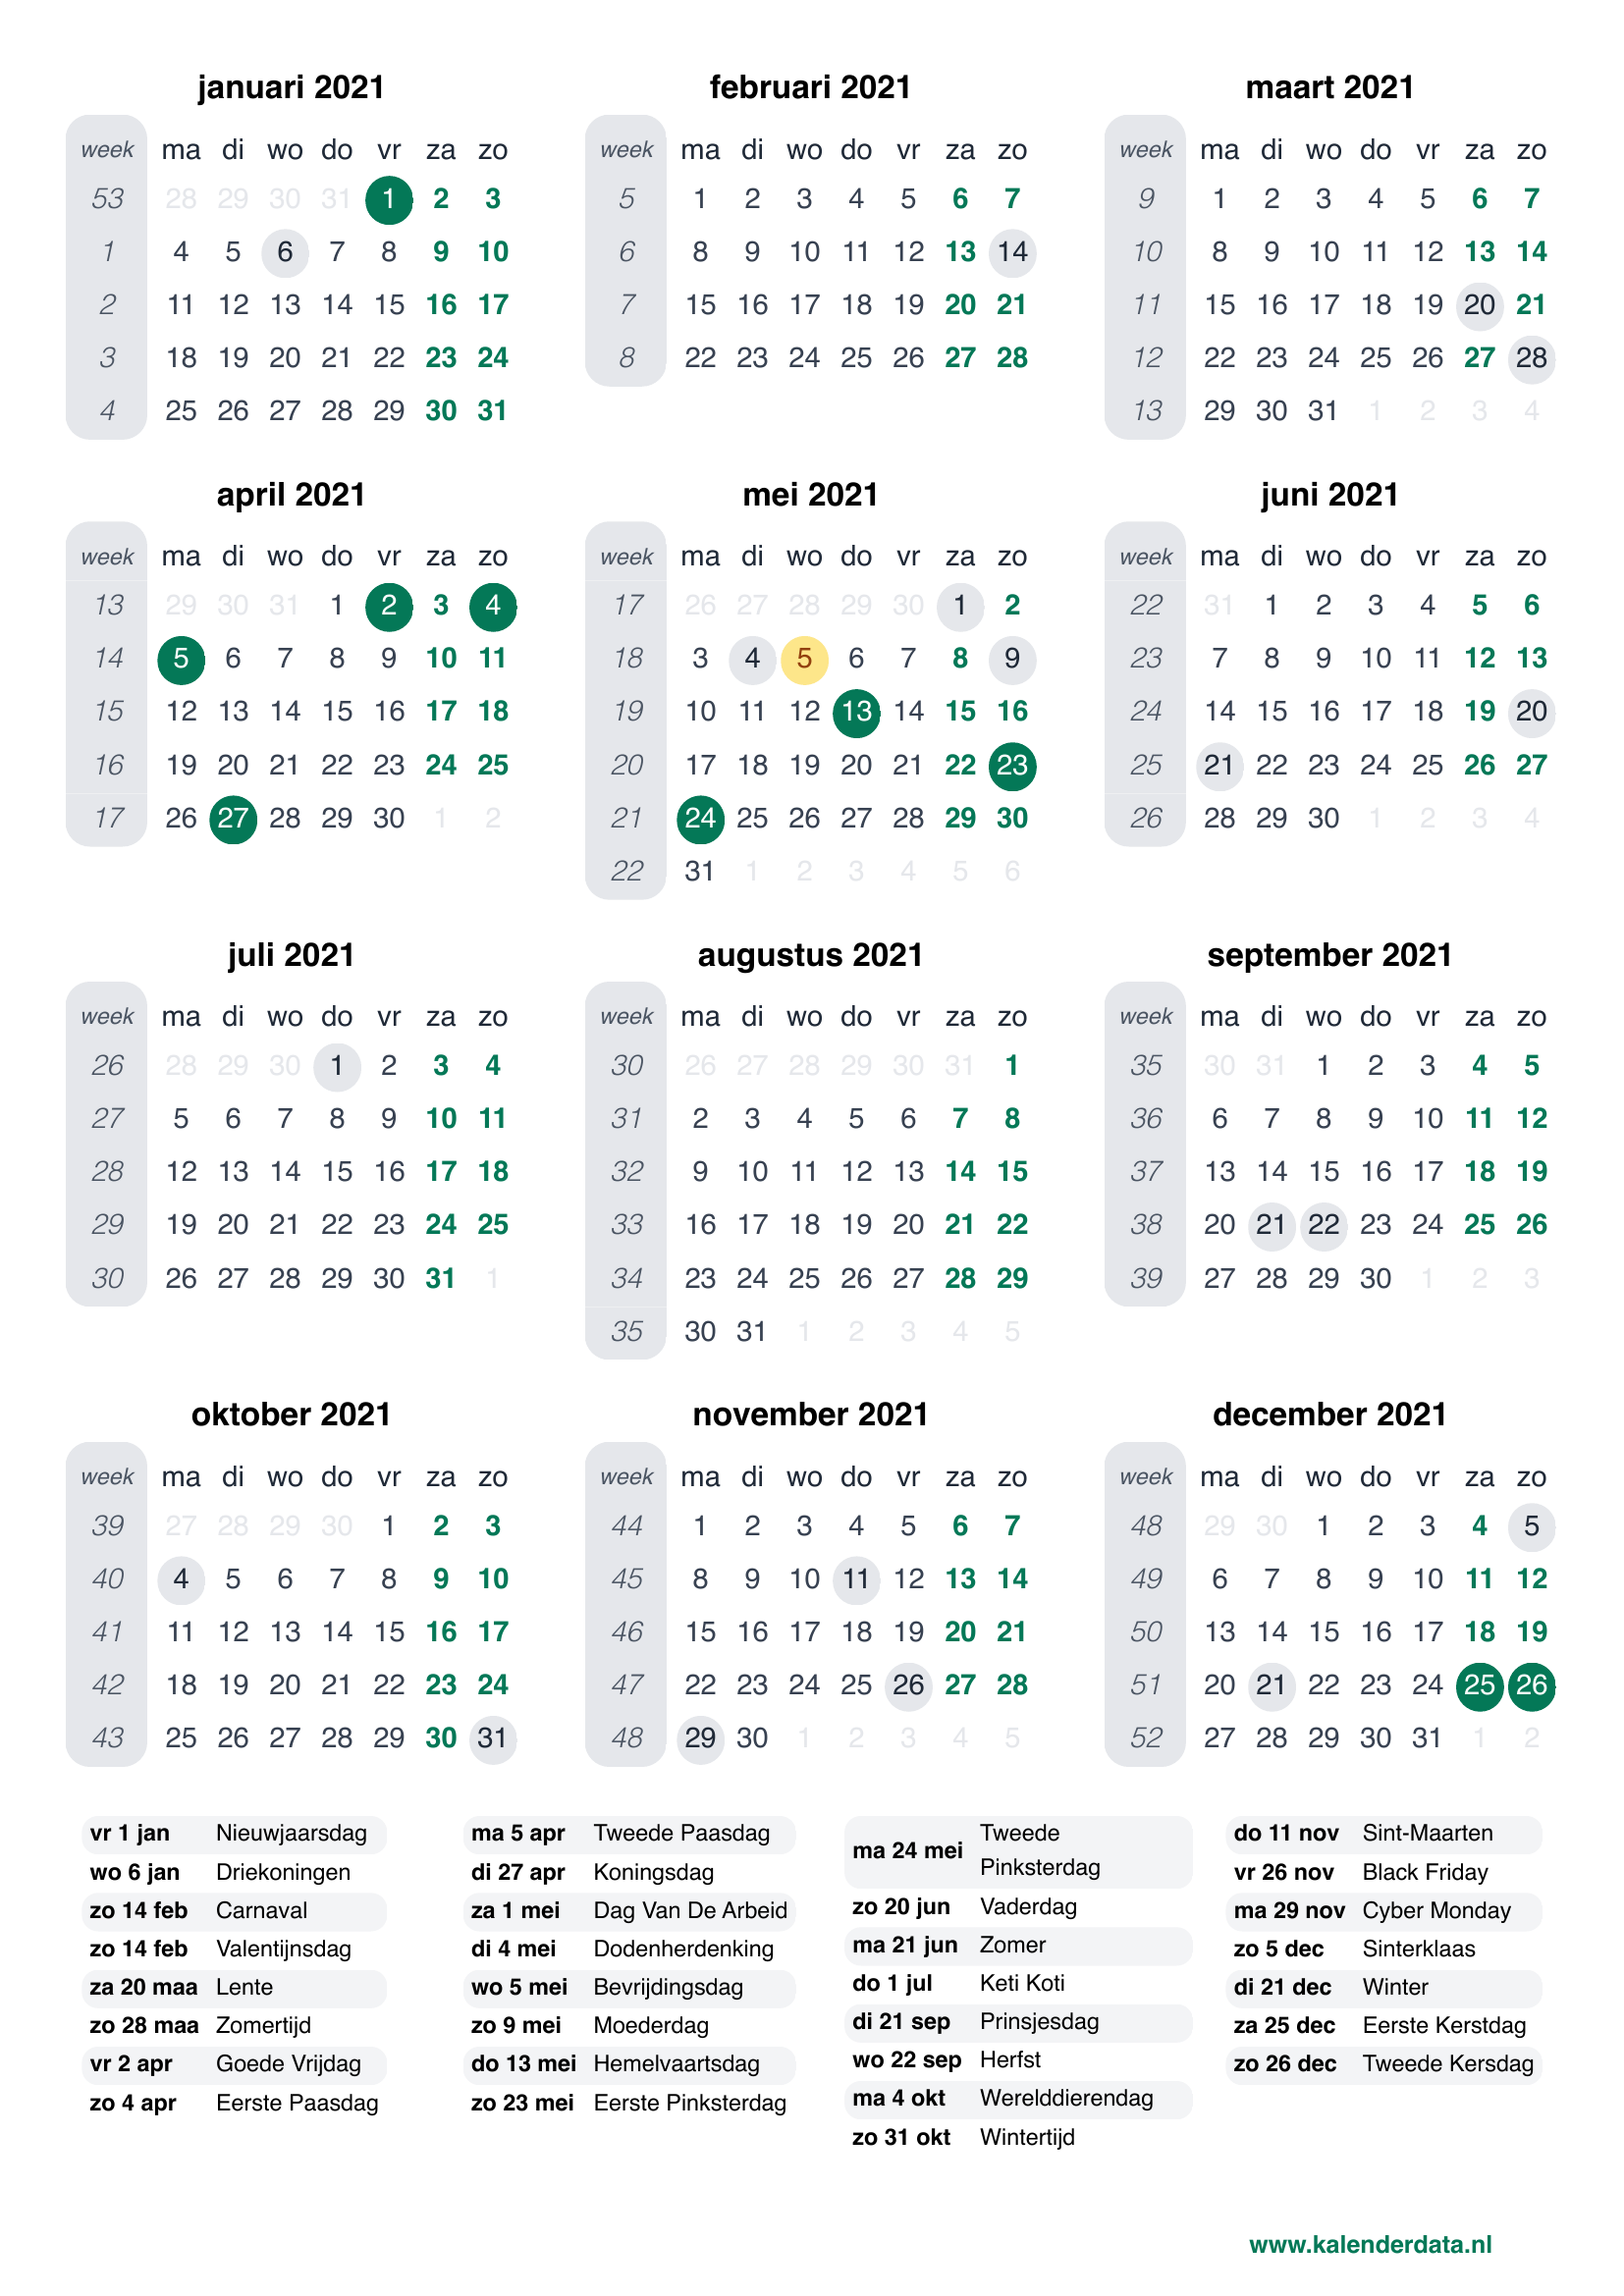 januari 2021
week ma di wo do vr za zo
53 28 29 30 31 1 2 3
1 4 5 6 7 8 9 10
2 11 12 13 14 15 16 17
3 18 19 20 21 22 23 24
4 25 26 27 28 29 30 31
februari 2021
week ma di wo do vr za zo
5 1 2 3 4 5 6 7
6 8 9 10 11 12 13 14
7 15 16 17 18 19 20 21
8 22 23 24 25 26 27 28
maart 2021
week ma di wo do vr za zo
9 1 2 3 4 5 6 7
10 8 9 10 11 12 13 14
11 15 16 17 18 19 20 21
12 22 23 24 25 26 27 28
13 29 30 31 1 2 3 4
april 2021
week ma di wo do vr za zo
13 29 30 31 1 2 3 4
14 5 6 7 8 9 10 11
15 12 13 14 15 16 17 18
16 19 20 21 22 23 24 25
17 26 27 28 29 30 1 2
mei 2021
week ma di wo do vr za zo
17 26 27 28 29 30 1 2
18 3 4 5 6 7 8 9
19 10 11 12 13 14 15 16
20 17 18 19 20 21 22 23
21 24 25 26 27 28 29 30
22 31 1 2 3 4 5 6
juni 2021
week ma di wo do vr za zo
22 31 1 2 3 4 5 6
23 7 8 9 10 11 12 13
24 14 15 16 17 18 19 20
25 21 22 23 24 25 26 27
26 28 29 30 1 2 3 4
juli 2021
week ma di wo do vr za zo
26 28 29 30 1 2 3 4
27 5 6 7 8 9 10 11
28 12 13 14 15 16 17 18
29 19 20 21 22 23 24 25
30 26 27 28 29 30 31 1
augustus 2021
week ma di wo do vr za zo
30 26 27 28 29 30 31 1
31 2 3 4 5 6 7 8
32 9 10 11 12 13 14 15
33 16 17 18 19 20 21 22
34 23 24 25 26 27 28 29
35 30 31 1 2 3 4 5
september 2021
week ma di wo do vr za zo
35 30 31 1 2 3 4 5
36 6 7 8 9 10 11 12
37 13 14 15 16 17 18 19
38 20 21 22 23 24 25 26
39 27 28 29 30 1 2 3
oktober 2021
week ma di wo do vr za zo
39 27 28 29 30 1 2 3
40 4 5 6 7 8 9 10
41 11 12 13 14 15 16 17
42 18 19 20 21 22 23 24
43 25 26 27 28 29 30 31
november 2021
week ma di wo do vr za zo
44 1 2 3 4 5 6 7
45 8 9 10 11 12 13 14
46 15 16 17 18 19 20 21
47 22 23 24 25 26 27 28
48 29 30 1 2 3 4 5
december 2021
week ma di wo do vr za zo
48 29 30 1 2 3 4 5
49 6 7 8 9 10 11 12
50 13 14 15 16 17 18 19
51 20 21 22 23 24 25 26
52 27 28 29 30 31 1 2
vr 1 jan Nieuwjaarsdag
wo 6 jan Driekoningen
zo 14 feb Carnaval
zo 14 feb Valentijnsdag
za 20 maa Lente
zo 28 maa Zomertijd
vr 2 apr Goede Vrijdag
zo 4 apr Eerste Paasdag
ma 5 apr Tweede Paasdag
di 27 apr Koningsdag
za 1 mei Dag Van De Arbeid
di 4 mei Dodenherdenking
wo 5 mei Bevrijdingsdag
zo 9 mei Moederdag
do 13 mei Hemelvaartsdag
zo 23 mei Eerste Pinksterdag
ma 24 mei Tweede
Pinksterdag
zo 20 jun Vaderdag
ma 21 jun Zomer
do 1 jul Keti Koti
di 21 sep Prinsjesdag
wo 22 sep Herfst
ma 4 okt Werelddierendag
zo 31 okt Wintertijd
do 11 nov Sint-Maarten
vr 26 nov Black Friday
ma 29 nov Cyber Monday
zo 5 dec Sinterklaas
di 21 dec Winter
za 25 dec Eerste Kerstdag
zo 26 dec Tweede Kersdag
www.kalenderdata.nl